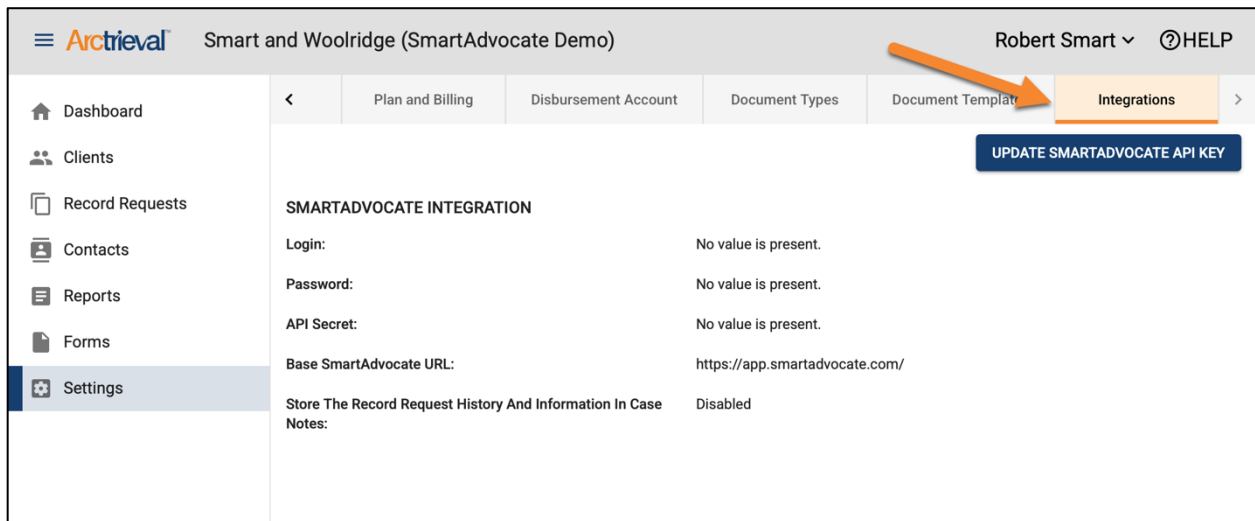 Arctrieval™ Smart and Woolridge (SmartAdvocate Demo) Robert Smart HELP
Dashboard
Clients
Record Requests
Contacts
Reports
Forms
Settings
Plan and Billing Disbursement Account Document Types Document Integrations
UPDATE SMARTADVOCATE API KEY
SMARTADVOCATE INTEGRATION
Login: No value is present.
Password: No value is present.
API Secret: No value is present.
Base SmartAdvocate URL: https://app.smartadvocate.com/
Store The Record Request History And Information In Case Disabled
Notes: